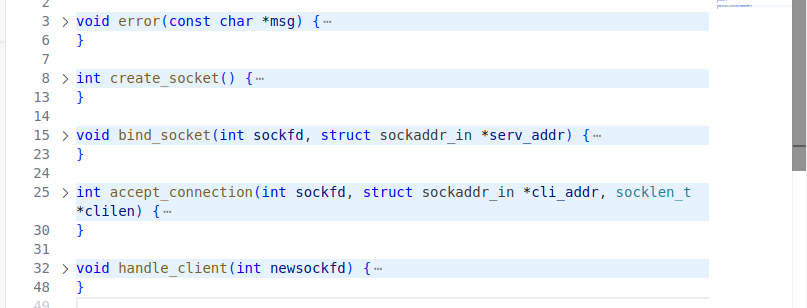 2
3 > void error(const char *msg) {⋯
6 }
7
8 > int create_socket() {⋯
13 }
14
15 > void bind_socket(int sockfd, struct sockaddr_in *serv_addr) {⋯
23 }
24
25 > int accept_connection(int sockfd, struct sockaddr_in *cli_addr, socklen_t
*clilen) {⋯
30 }
31
32 > void handle_client(int newsockfd) {⋯
48 }
49